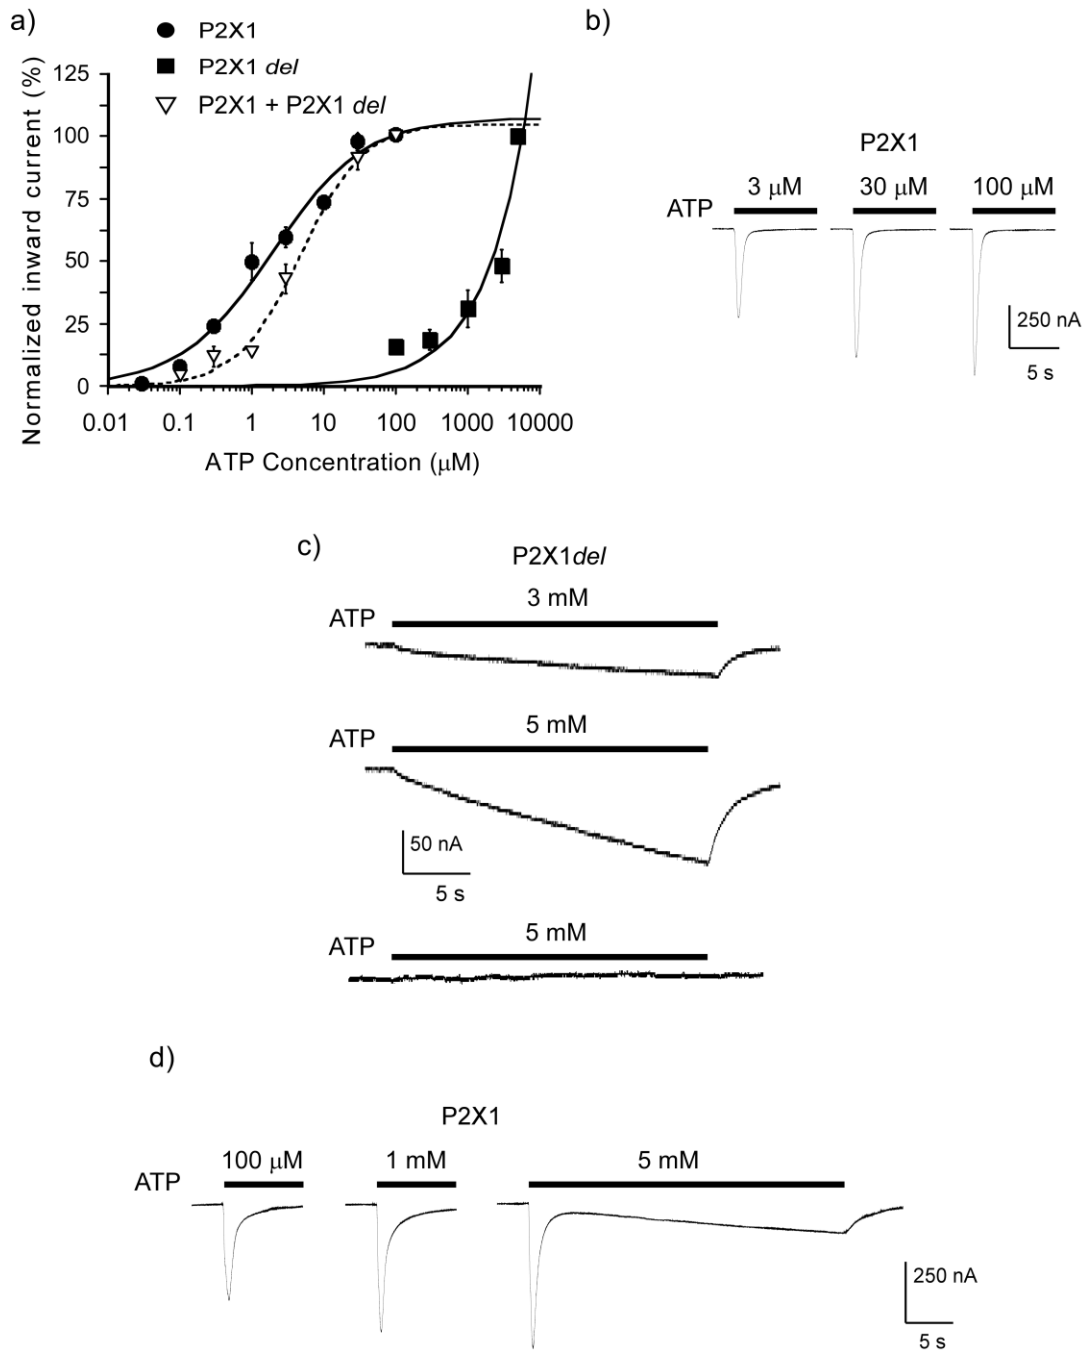 a)
P2X1
P2X1 del
P2X1 + P2X1 del
Normalized inward current (%)
125
100
75
50
25
0
0.01 0.1 1 10 100 1000 10000
ATP Concentration (μM)
b)
P2X1
3 μM 30 μM 100 μM
ATP
250 nA
5 s
c)
P2X1del
3 mM
ATP
5 mM
ATP
50 nA
5 s
5 mM
ATP
d)
P2X1
100 μM 1 mM 5 mM
ATP
250 nA
5 s